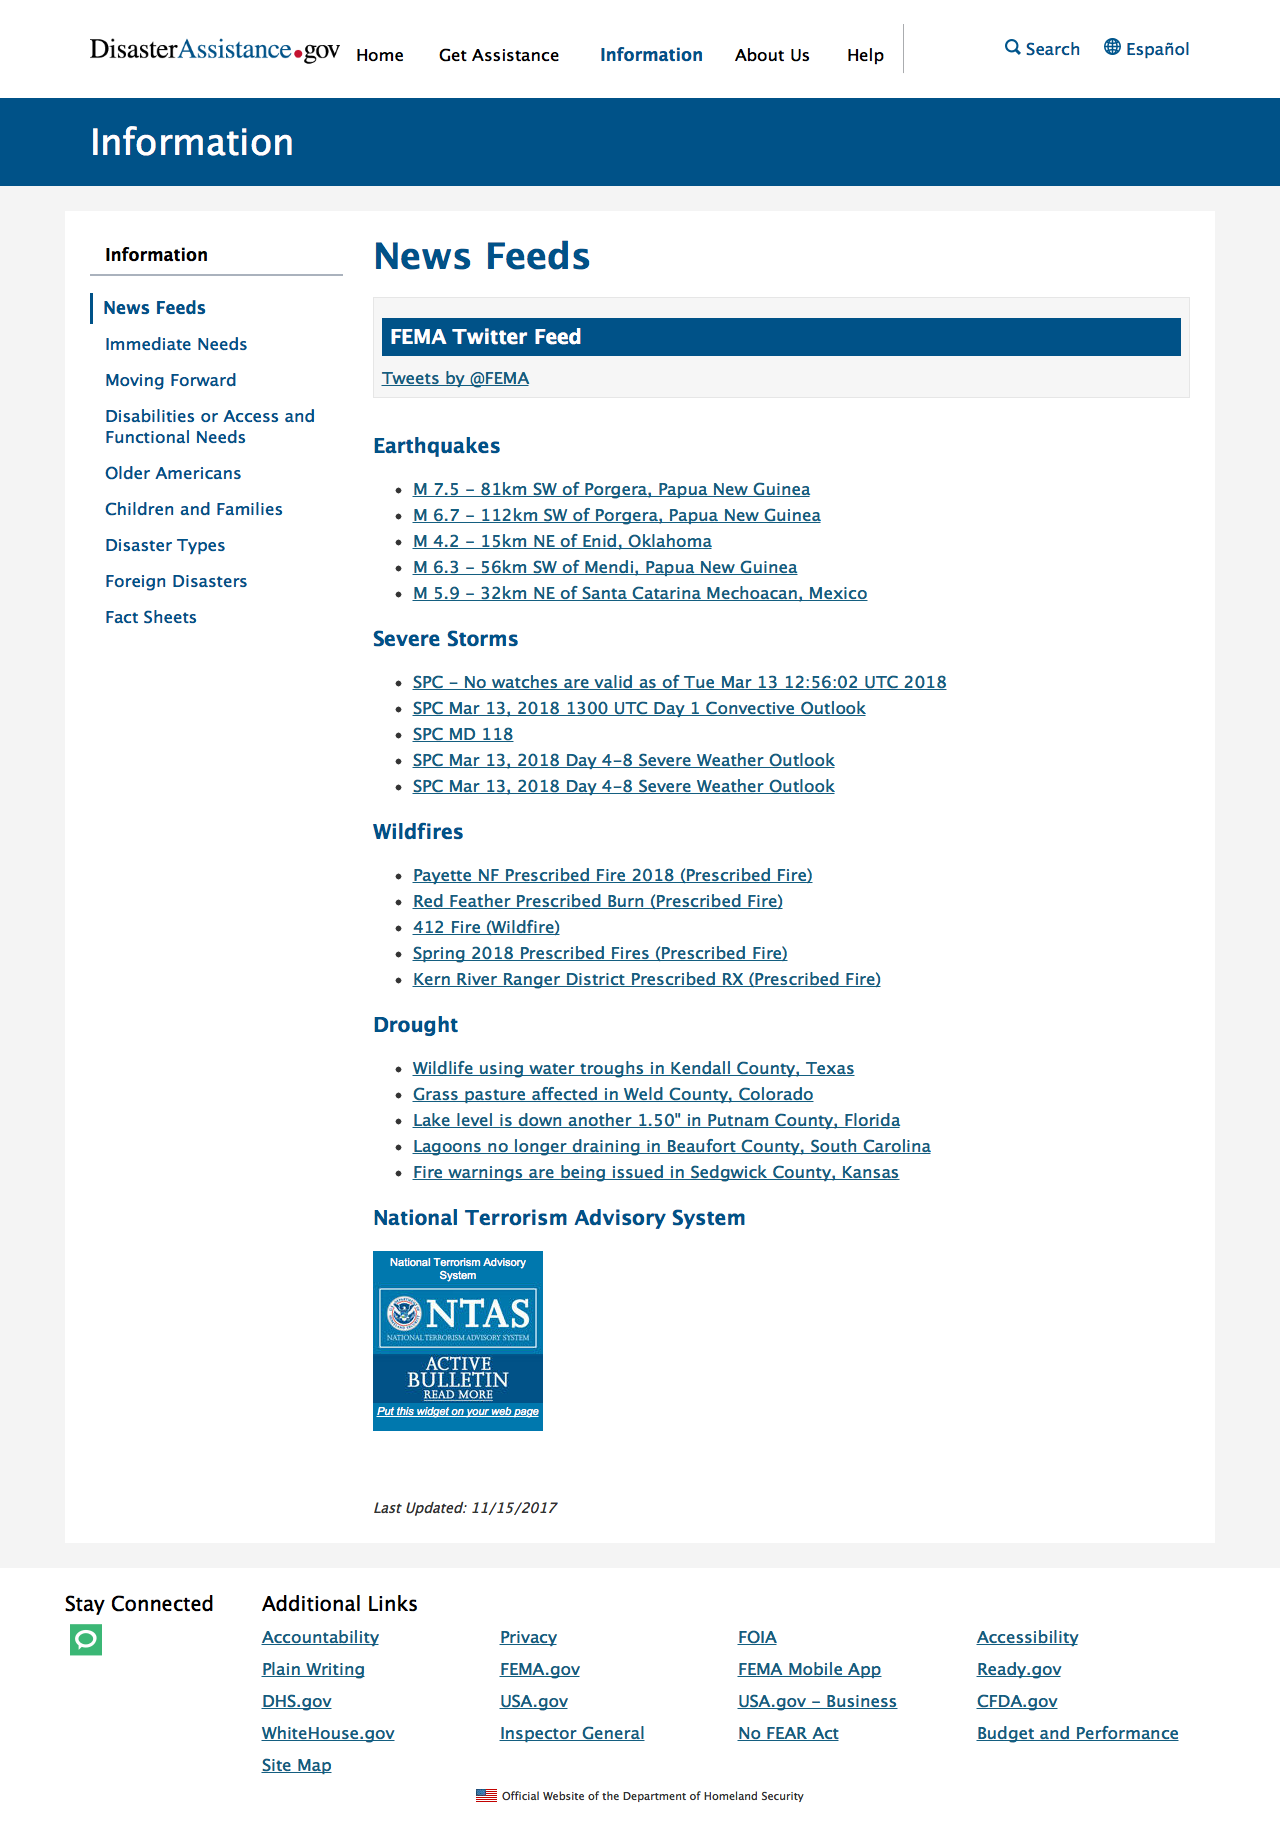 DisasterAssistance.gov
Home
Get Assistance
Information
About Us
Help
Search
Español
Information
Information
News Feeds
Immediate Needs
Moving Forward
Disabilities or Access and
Functional Needs
Older Americans
Children and Families
Disaster Types
Foreign Disasters
Fact Sheets
News Feeds
FEMA Twitter Feed
Tweets by @FEMA
Earthquakes
M 7.5 - 81km SW of Porgera, Papua New Guinea
M 6.7 - 112km SW of Porgera, Papua New Guinea
M 4.2 - 15km NE of Enid, Oklahoma
M 6.3 - 56km SW of Mendi, Papua New Guinea
M 5.9 - 32km NE of Santa Catarina Mechoacan, Mexico
Severe Storms
SPC - No watches are valid as of Tue Mar 13 12:56:02 UTC 2018
SPC Mar 13, 2018 1300 UTC Day 1 Convective Outlook
SPC MD 118
SPC Mar 13, 2018 Day 4-8 Severe Weather Outlook
SPC Mar 13, 2018 Day 4-8 Severe Weather Outlook
Wildfires
Payette NF Prescribed Fire 2018 (Prescribed Fire)
Red Feather Prescribed Burn (Prescribed Fire)
412 Fire (Wildfire)
Spring 2018 Prescribed Fires (Prescribed Fire)
Kern River Ranger District Prescribed RX (Prescribed Fire)
Drought
Wildlife using water troughs in Kendall County, Texas
Grass pasture affected in Weld County, Colorado
Lake level is down another 1.50" in Putnam County, Florida
Lagoons no longer draining in Beaufort County, South Carolina
Fire warnings are being issued in Sedgwick County, Kansas
National Terrorism Advisory System
National Terrorism Advisory
System
NTAS
NATIONAL TERRORISM ADVISORY SYSTEM
ACTIVE
BULLETIN
READ MORE
Put this widget on your web page
Last Updated: 11/15/2017
Stay Connected
Additional Links
Accountability
Privacy
FOIA
Accessibility
Plain Writing
FEMA.gov
FEMA Mobile App
Ready.gov
DHS.gov
USA.gov
USA.gov - Business
CFDA.gov
WhiteHouse.gov
Inspector General
No FEAR Act
Budget and Performance
Site Map
Official Website of the Department of Homeland Security